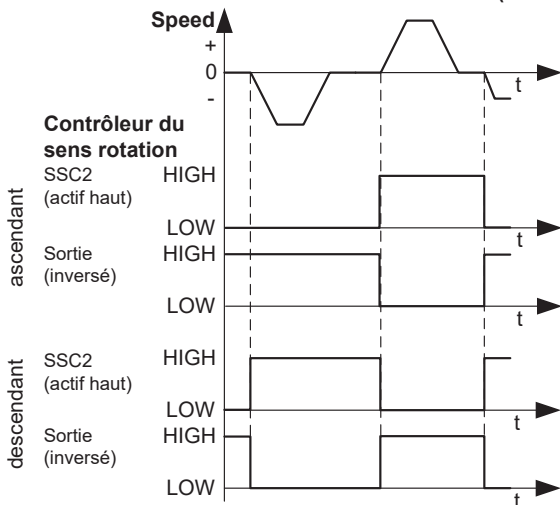 Speed
+
0
-
t
Contrôleur du
sens rotation
ascendant
SSC2
(actif haut)
HIGH
LOW
t
Sortie
(inversé)
HIGH
LOW
t
descendant
SSC2
(actif haut)
HIGH
LOW
t
Sortie
(inversé)
HIGH
LOW
t